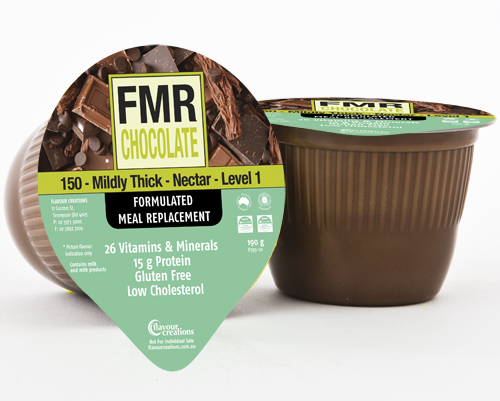 FMR
CHOCOLATE
150 - Mildly Thick - Nectar - Level 1
FORMULATED
MEAL REPLACEMENT
FLAVOUR CREATIONS
* Picture flavour
indication only
Contains milk
and milk products
26 Vitamins & Minerals
15 g Protein
Gluten Free
Low Cholesterol
190 g
flavour
creations
Not For Individual Sale
flavourcreations.com.au
FMR
CHOCOLATE
MEAL REPLACEMENT